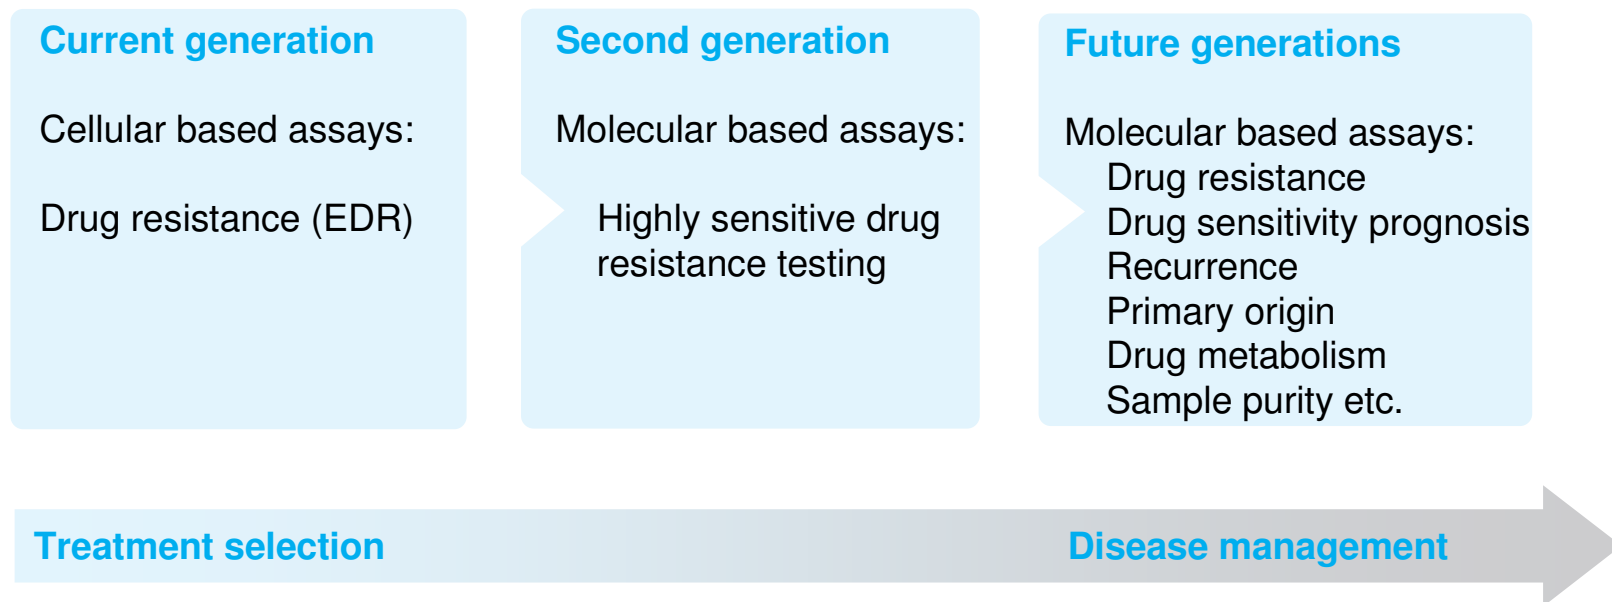 Current generation
Cellular based assays:
Drug resistance (EDR)
Second generation
Molecular based assays:
Highly sensitive drug
resistance testing
Future generations
Molecular based assays:
Drug resistance
Drug sensitivity prognosis
Recurrence
Primary origin
Drug metabolism
Sample purity etc.
Treatment selection
Disease management